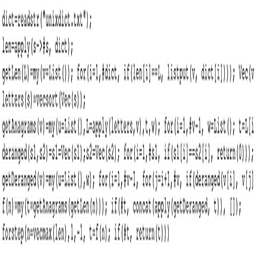 dict=readstr("unixdict.txt");
len=apply(s->#s, dict);
getLen(L)=my(v=List()); for(i=1,#dict, if(len[i]==L, listput(v, dict[i]))); Vec(v
letters(s)=vecsort(Vec(s));
getAnagrams(v)=my(u=List(),L=apply(letters,v),t,w); for(i=1,#v-1, w=List(); t=L[i
deranged(s1,s2)=s1=Vec(s1);s2=Vec(s2); for(i=1,#s1, if(s1[i]==s2[i], return(0)));
getDeranged(v)=my(u=List(),w); for(i=1,#v-1, for(j=i+1,#v, if(deranged(v[i], v[j]
f(n)=my(t=getAnagrams(getLen(n))); if(#t, concat(apply(getDeranged, t)), []);
forstep(n=vecmax(len),1,-1, t=f(n); if(#t, return(t)))